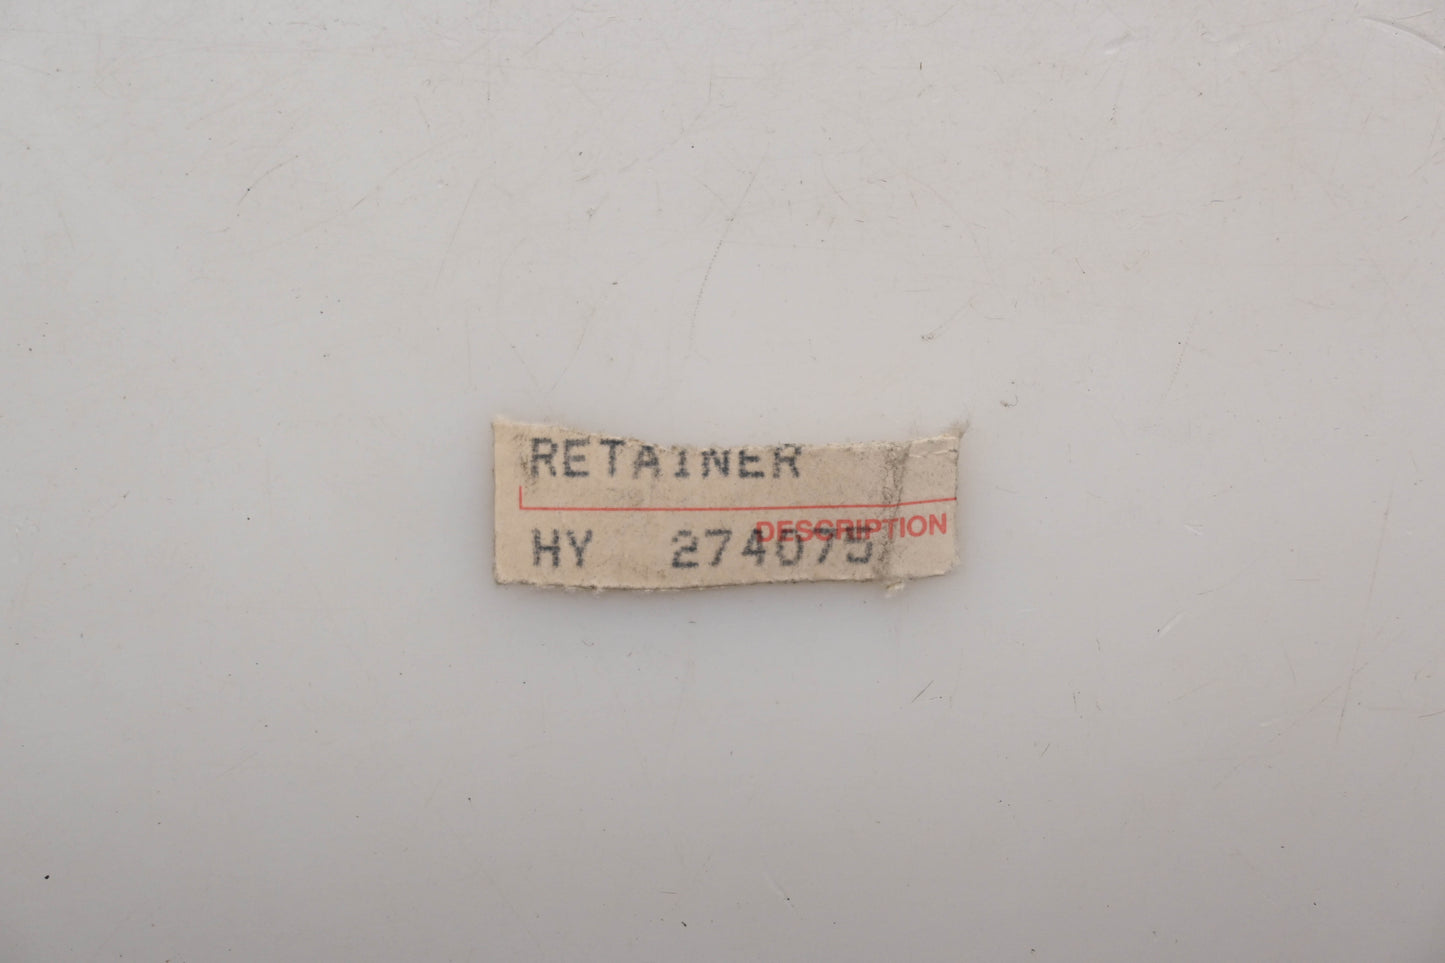 RETAINER
DESCRIPTION
HY 274075